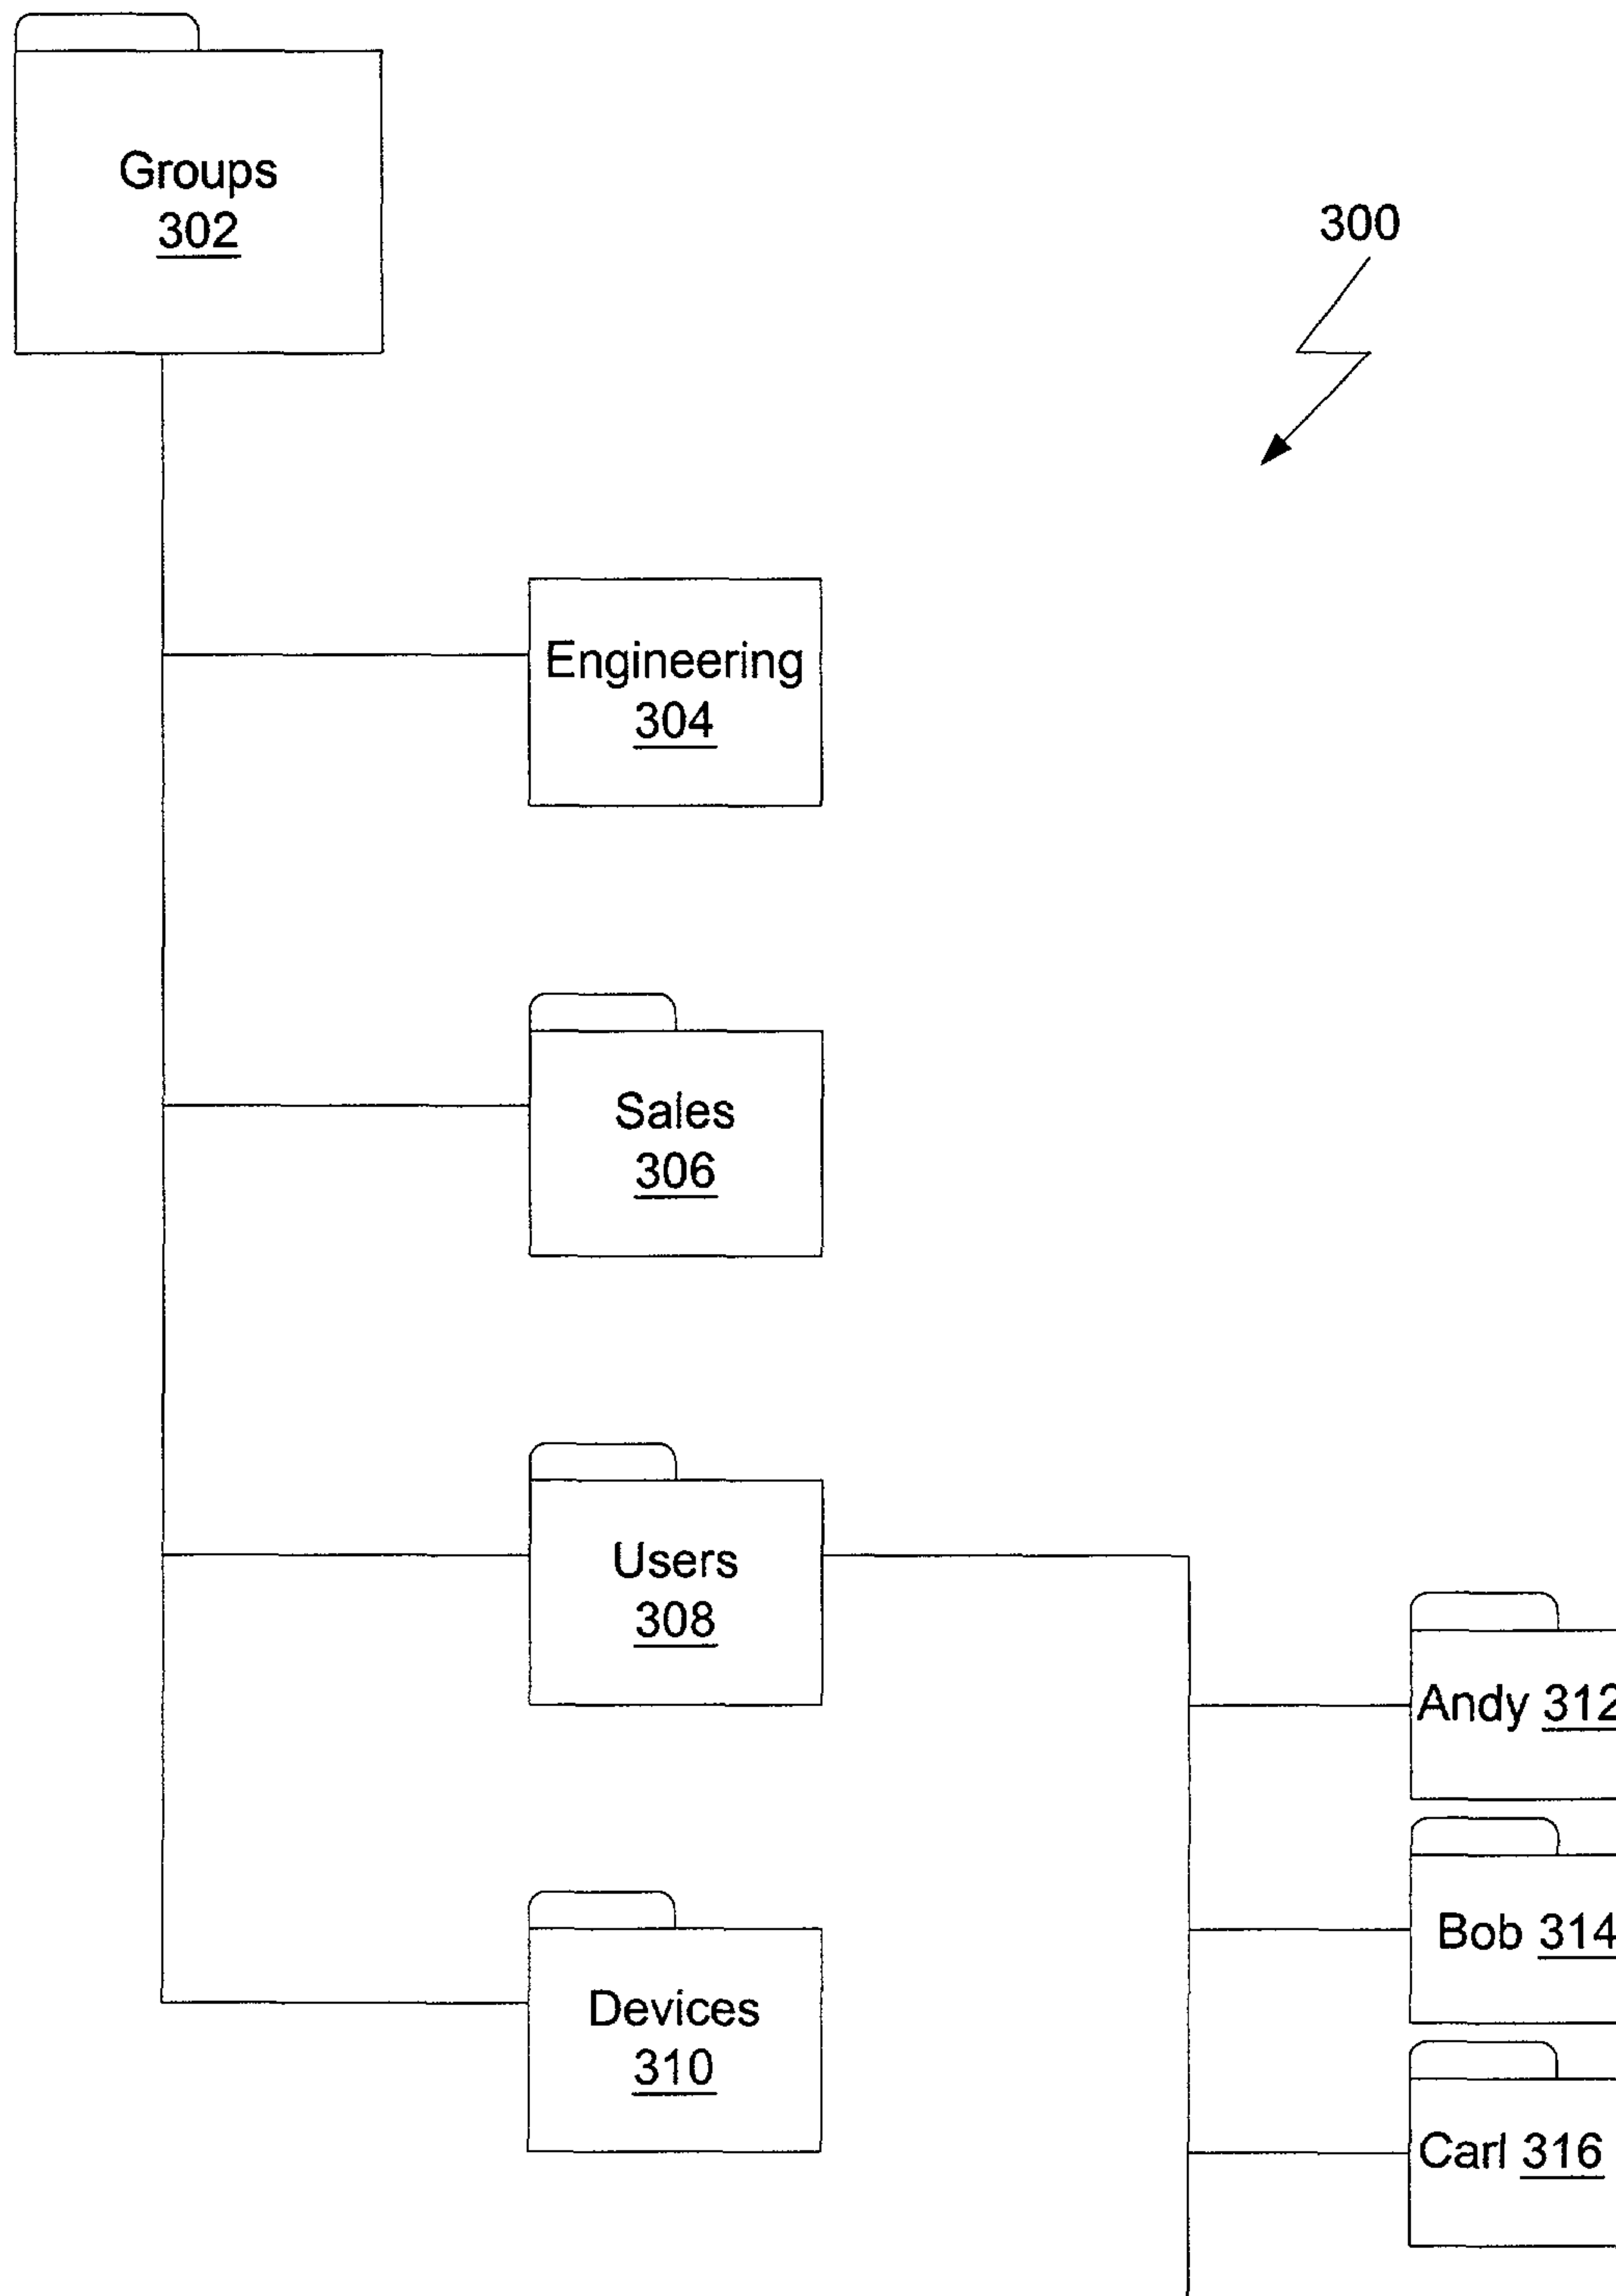 Groups
302
300
Engineering
304
Sales
306
Users
308
Andy 312
Bob 314
Devices
310
Carl 316